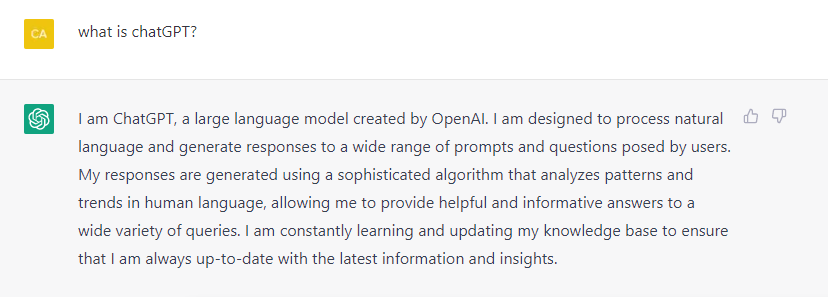 CA
what is chatGPT?
I am ChatGPT, a large language model created by OpenAI. I am designed to process natural
language and generate responses to a wide range of prompts and questions posed by users.
My responses are generated using a sophisticated algorithm that analyzes patterns and
trends in human language, allowing me to provide helpful and informative answers to a
wide variety of queries. I am constantly learning and updating my knowledge base to ensure
that I am always up-to-date with the latest information and insights.